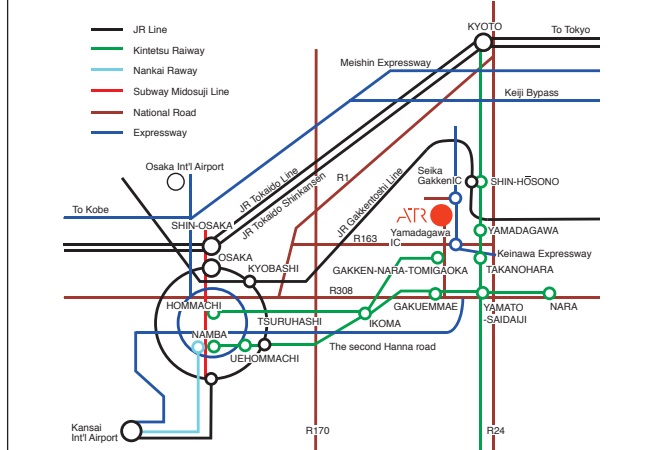 KYOTO
To Tokyo
JR Line
Kintetsu Raiway
Nankai Raway
Subway Midosuji Line
National Road
Expressway
Meishin Expressway
Keiji Bypass
Osaka Int'l Airport
JR Tokaido Line
JR Tokaido Shinkansen
R1
JR Gakkentoshi Line
Seika
GakkenIC
SHIN-HŌSONO
To Kobe
SHIN-OSAKA
ATR
Yamadagawa
IC
YAMADAGAWA
R163
Keinawa Expressway
OSAKA
KYOBASHI
GAKKEN-NARA-TOMIGAOKA
TAKANOHARA
R308
HOMMACHI
TSURUHASHI
IKOMA
GAKUEMMAE
YAMATO
-SAIDAIJI
NARA
NAMBA
UEHOMMACHI
The second Hanna road
Kansai
Int'l Airport
R170
R24